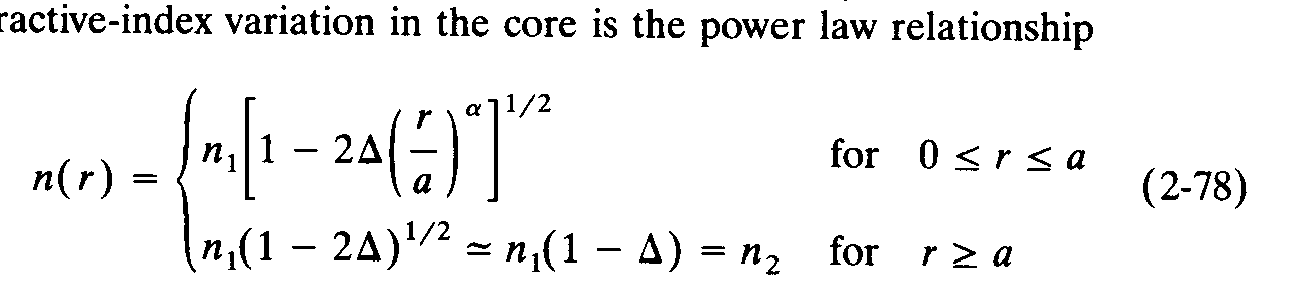 ractive-index variation in the core is the power law relationship
n(r) = { n₁[1 − 2Δ(r/a)^α]^1/2 for 0 ≤ r ≤ a
n₁(1 − 2Δ)^1/2 ≃ n₁(1 − Δ) = n₂ for r ≥ a (2-78)